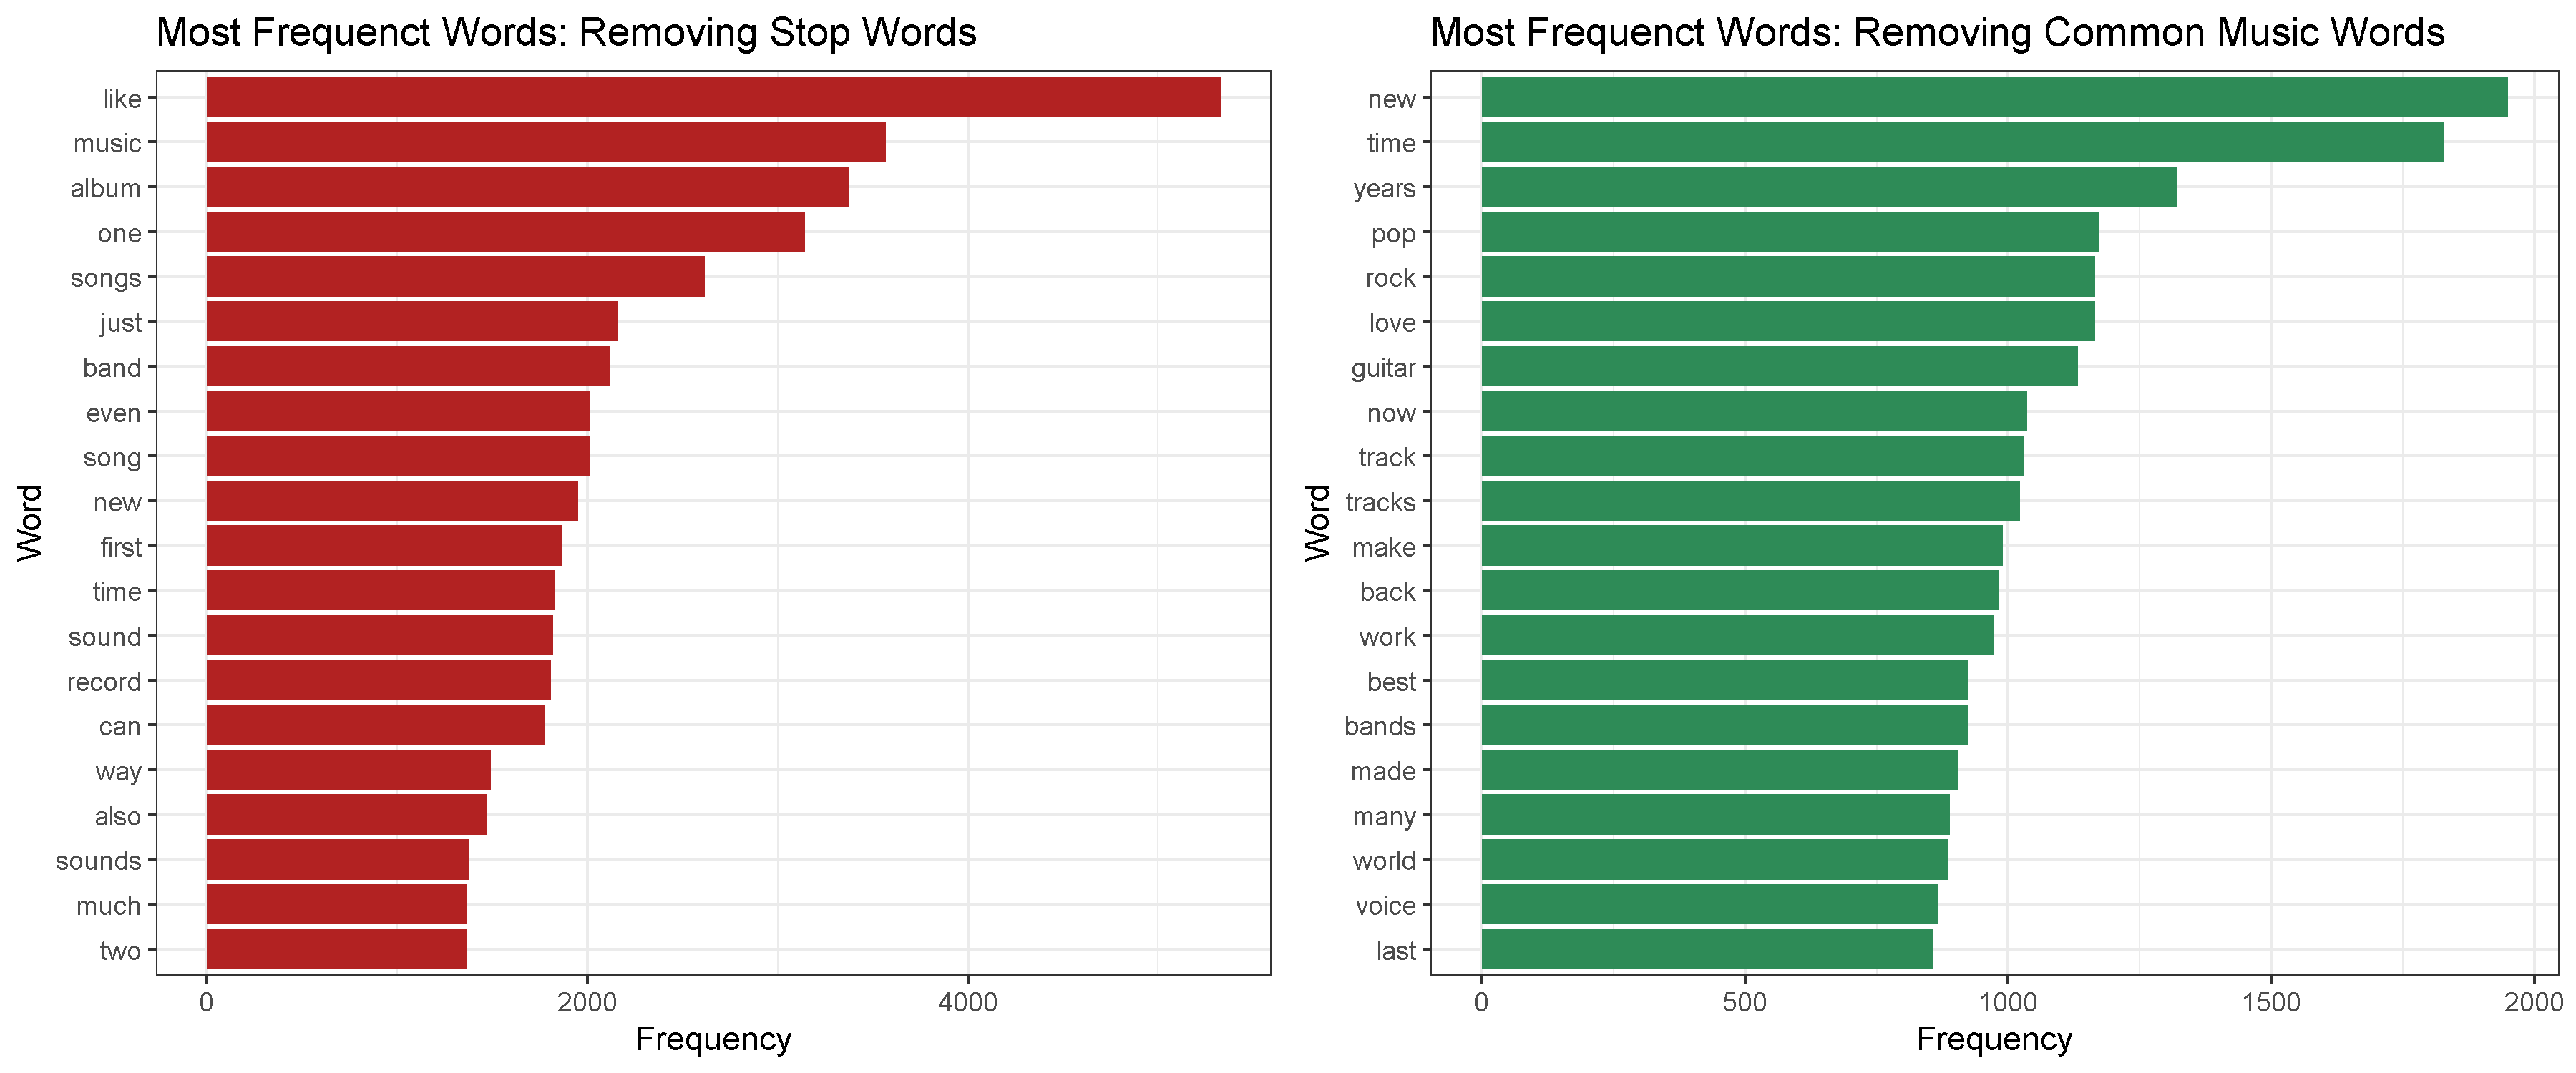 Most Frequenct Words: Removing Stop Words
like
music
album
one
songs
just
band
even
song
new
first
time
sound
record
can
way
also
sounds
much
two
Word
0 2000 4000
Frequency
Most Frequenct Words: Removing Common Music Words
new
time
years
pop
rock
love
guitar
now
track
tracks
make
back
work
best
bands
made
many
world
voice
last
Word
0 500 1000 1500 2000
Frequency